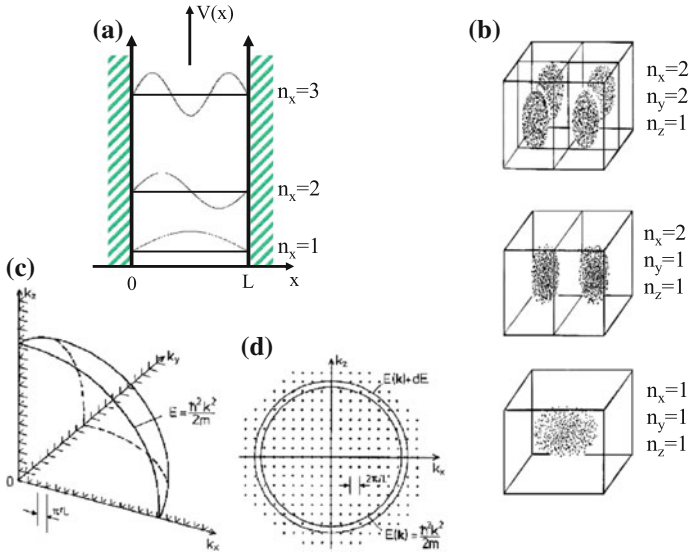 (a)
V(x)
n_x=3
n_x=2
n_x=1
0
L
x
(b)
n_x=2
n_y=2
n_z=1
n_x=2
n_y=1
n_z=1
n_x=1
n_y=1
n_z=1
(c)
k_z
k_y
E = ħ²k²/2m
0
π/L
k_x
(d)
k_z
E(k)+dE
k_x
2π/L
E(k) = ħ²k²/2m